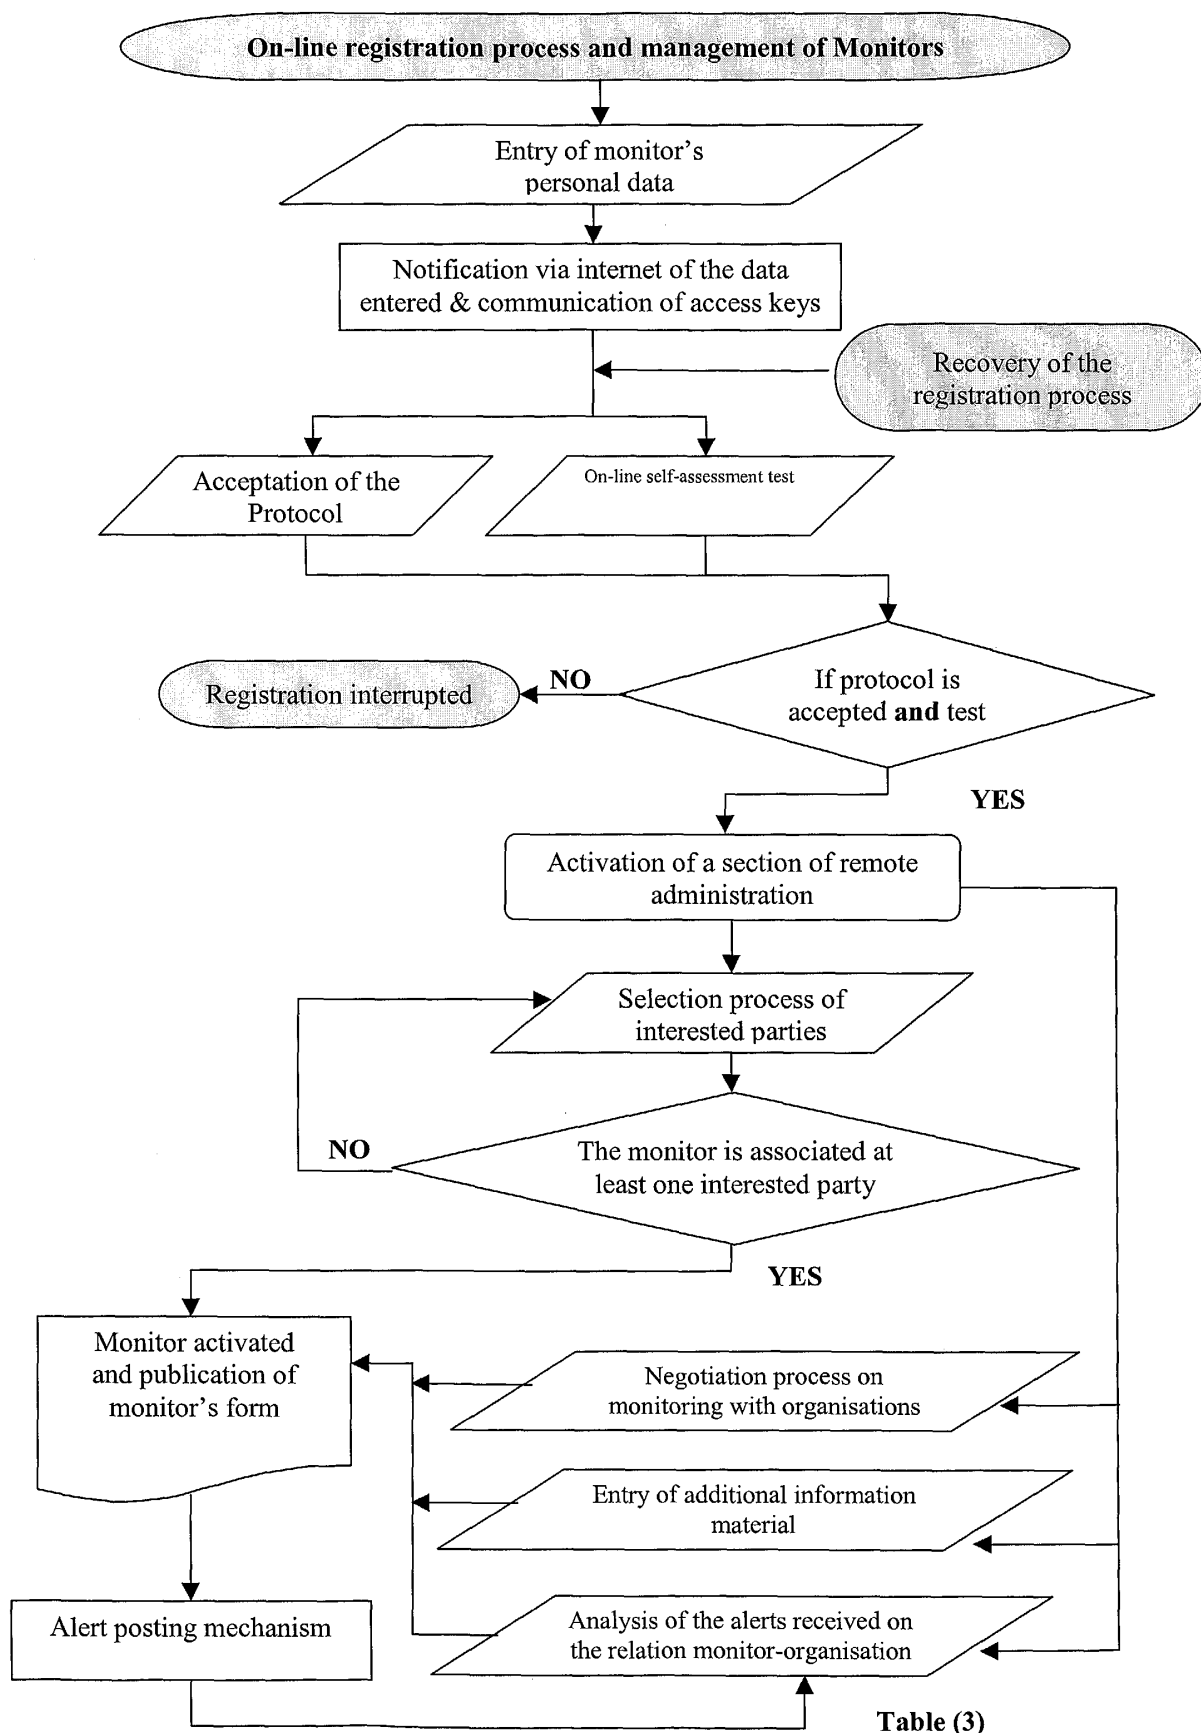 On-line registration process and management of Monitors
Entry of monitor's
personal data
Notification via internet of the data
entered & communication of access keys
Recovery of the
registration process
Acceptation of the
Protocol
On-line self-assessment test
If protocol is
accepted and test
NO
Registration interrupted
YES
Activation of a section of remote
administration
Selection process of
interested parties
NO
The monitor is associated at
least one interested party
YES
Monitor activated
and publication of
monitor's form
Negotiation process on
monitoring with organisations
Entry of additional information
material
Alert posting mechanism
Analysis of the alerts received on
the relation monitor-organisation
Table (3)